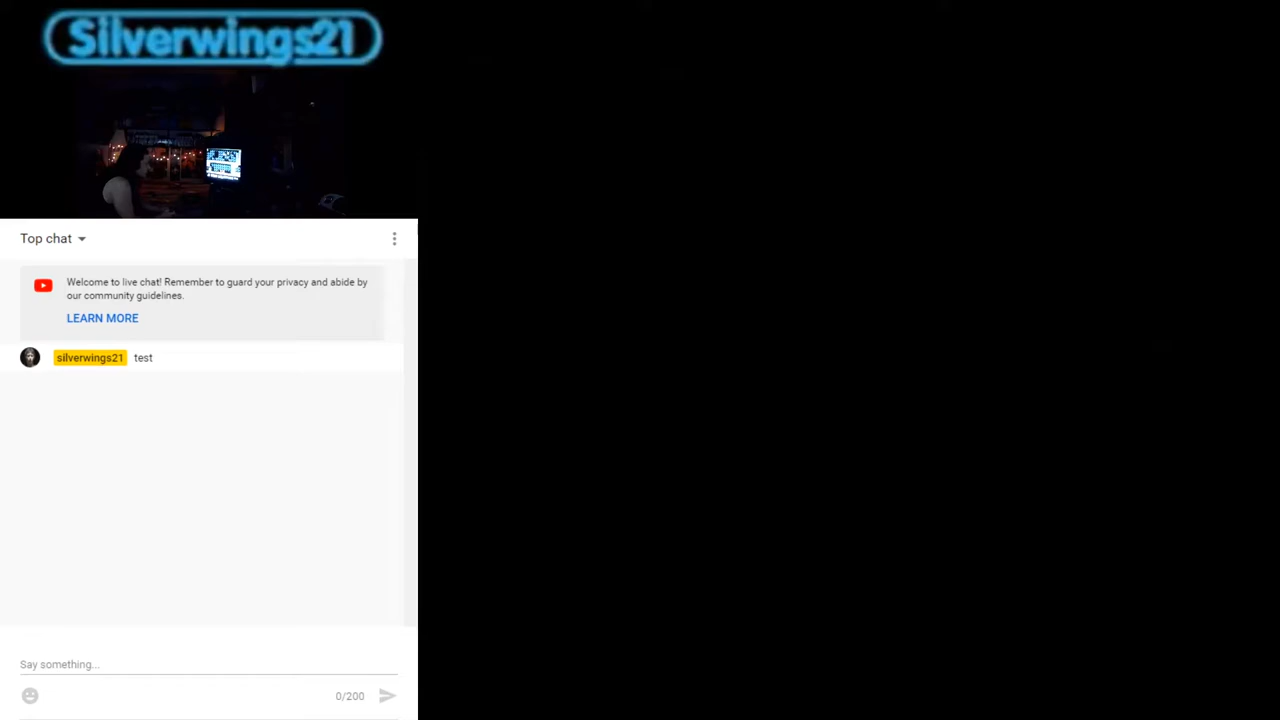 Silverwings21
Top chat
Welcome to live chat! Remember to guard your privacy and abide by
our community guidelines.
LEARN MORE
silverwings21 test
Say something...
0/200